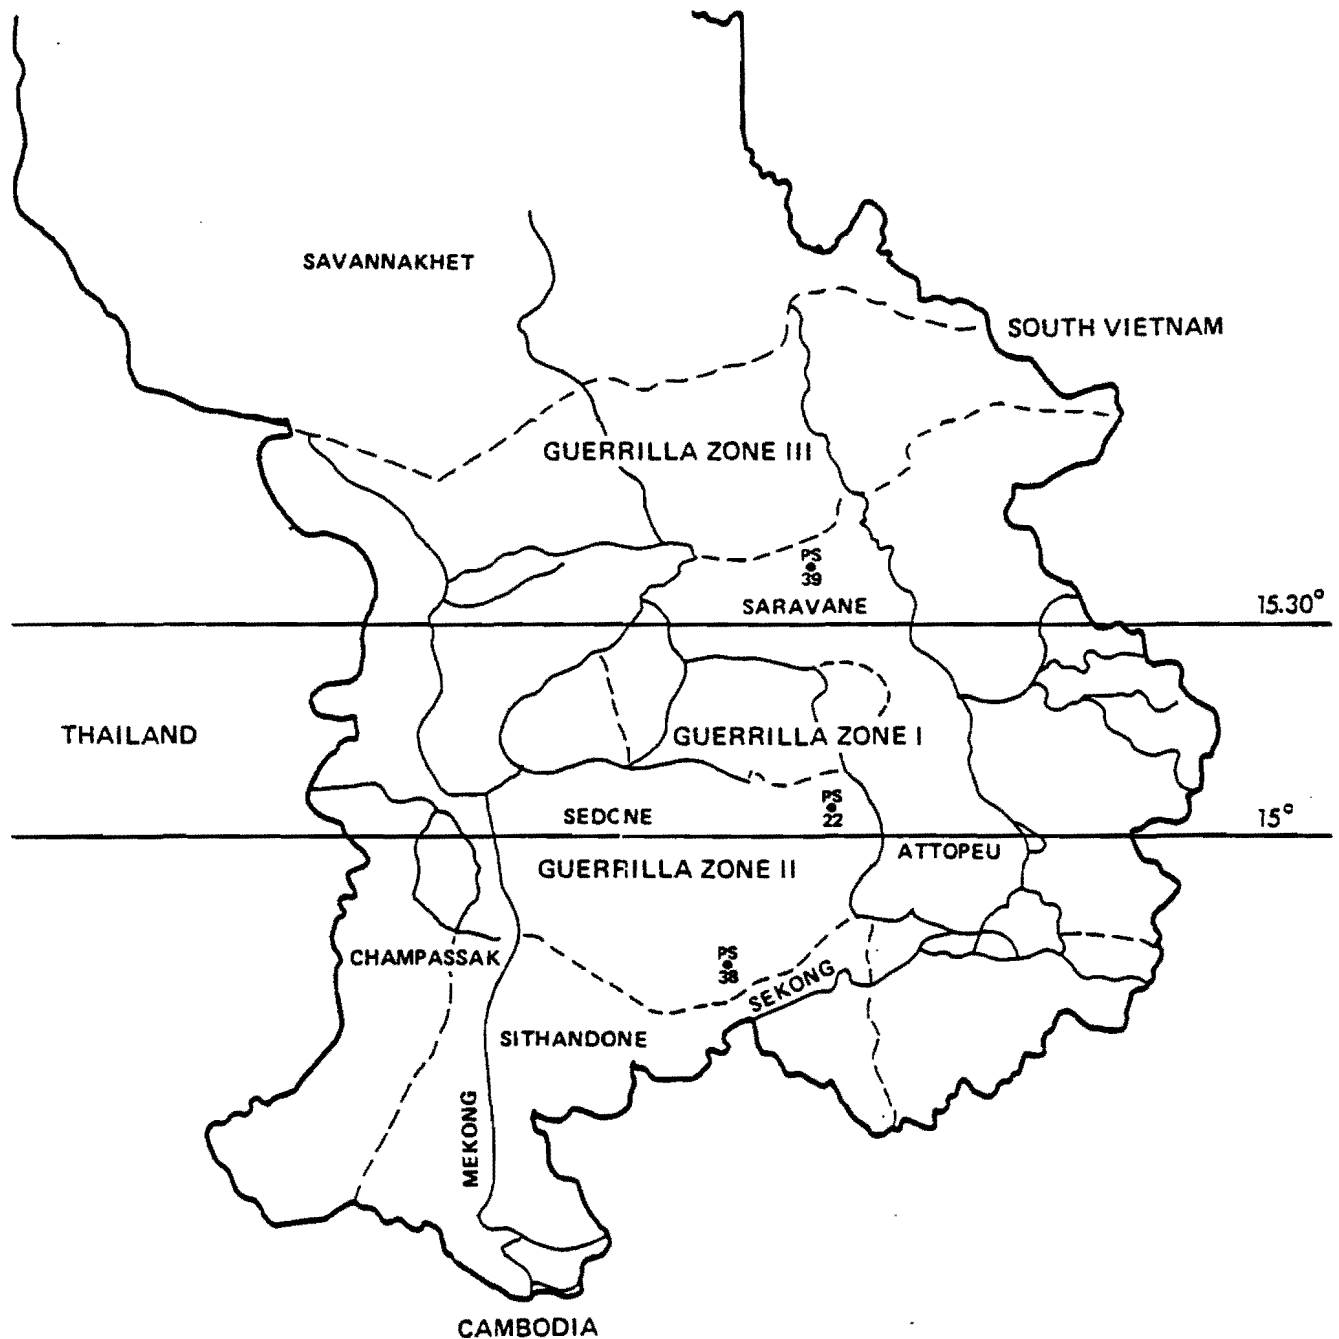 SAVANNAKHET
SOUTH VIETNAM
GUERRILLA ZONE III
PS
39
SARAVANE
15.30°
THAILAND
GUERRILLA ZONE I
PS
22
SEDONE
15°
ATTOPEU
GUERRILLA ZONE II
CHAMPASSAK
PS
38
SEKONG
SITHANDONE
MEKONG
CAMBODIA